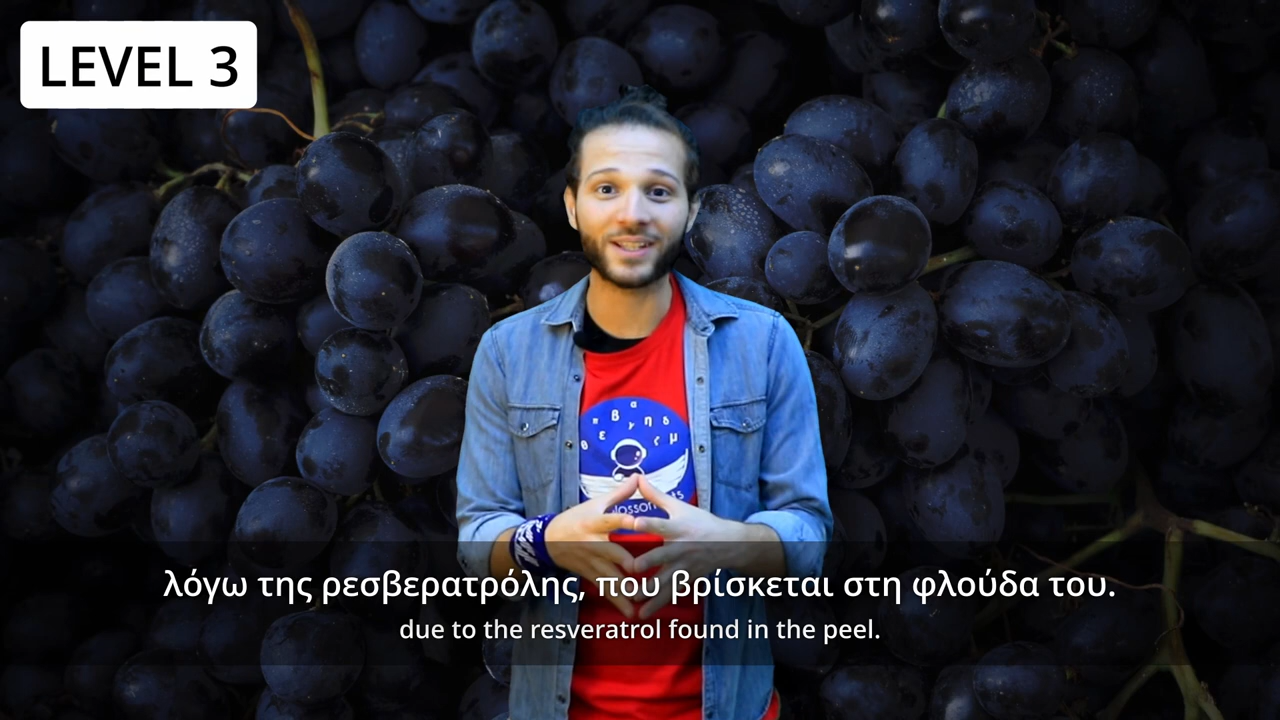 LEVEL 3
λόγω της ρεσβερατρόλης, που βρίσκεται στη φλούδα του.
due to the resveratrol found in the peel.